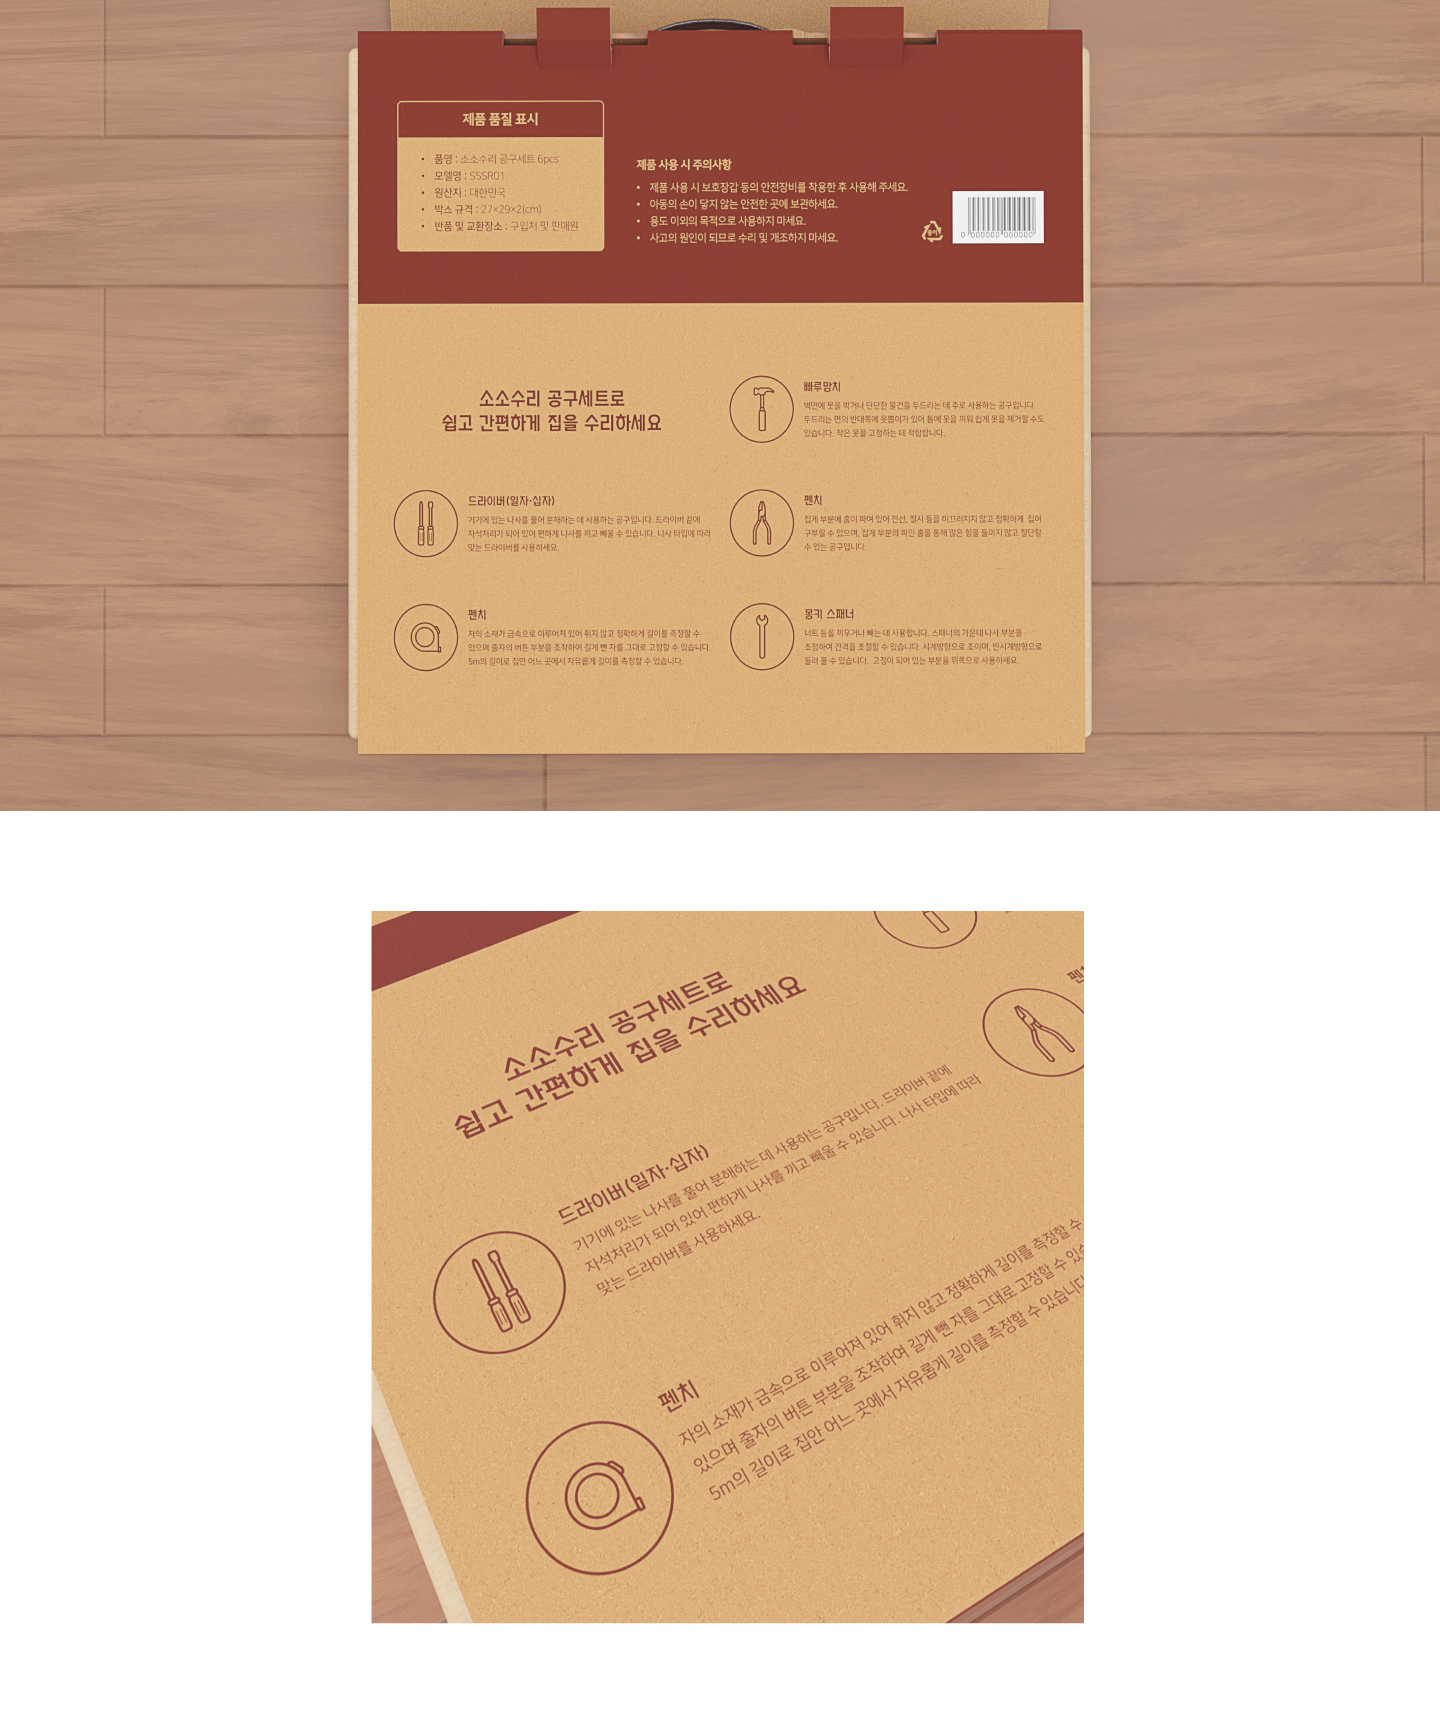 제품 품질 표시
• 품명 : 소소수리 공구세트 6pcs
• 모델명 : SSSR01
• 원산지 : 대한민국
• 박스 규격 : 27×29×2(cm)
• 반품 및 교환장소 : 구입처 및 판매원
제품 사용 시 주의사항
• 제품 사용 시 보호장갑 등의 안전장비를 착용한 후 사용해 주세요.
• 아동의 손이 닿지 않는 안전한 곳에 보관하세요.
• 용도 이외의 목적으로 사용하지 마세요.
• 사고의 원인이 되므로 수리 및 개조하지 마세요.
종이
0 000000 000000
소소수리 공구세트로
쉽고 간편하게 집을 수리하세요
빠루망치
벽면에 못을 박거나 단단한 물건을 두드리는 데 주로 사용하는 공구입니다.
두드리는 면의 반대쪽에 못뽑이가 있어 틈에 못을 끼워 쉽게 못을 제거할 수도
있습니다. 작은 못을 고정하는 데 적합합니다.
드라이버(일자·십자)
기기에 있는 나사를 풀어 분해하는 데 사용하는 공구입니다. 드라이버 끝에
자석처리가 되어 있어 편하게 나사를 끼고 빼울 수 있습니다. 나사 타입에 따라
맞는 드라이버를 사용하세요.
펜치
집게 부분에 홈이 파여 있어 전선, 철사 등을 미끄러지지 않고 정확하게 집어
구부릴 수 있으며, 집게 부분의 파인 홈을 통해 많은 힘을 들이지 않고 절단할
수 있는 공구입니다.
펜치
자의 소재가 금속으로 이루어져 있어 휘지 않고 정확하게 길이를 측정할 수
있으며 줄자의 버튼 부분을 조작하여 길게 뺀 자를 그대로 고정할 수 있습니다.
5m의 길이로 집안 어느 곳에서 자유롭게 길이를 측정할 수 있습니다.
몽키 스패너
너트 등을 끼우거나 빼는 데 사용합니다. 스패너의 가운데 나사 부분을
조정하여 간격을 조절할 수 있습니다. 시계방향으로 조이며, 반시계방향으로
돌려 풀 수 있습니다. 고정이 되어 있는 부분을 위쪽으로 사용하세요.
소소수리 공구세트로
쉽고 간편하게 집을 수리하세요
펜치
드라이버(일자·십자)
기기에 있는 나사를 풀어 분해하는 데 사용하는 공구입니다. 드라이버 끝에
자석처리가 되어 있어 편하게 나사를 끼고 빼울 수 있습니다. 나사 타입에 따라
맞는 드라이버를 사용하세요.
펜치
자의 소재가 금속으로 이루어져 있어 휘지 않고 정확하게 길이를 측정할 수
있으며 줄자의 버튼 부분을 조작하여 길게 뺀 자를 그대로 고정할 수 있습
5m의 길이로 집안 어느 곳에서 자유롭게 길이를 측정할 수 있습니다